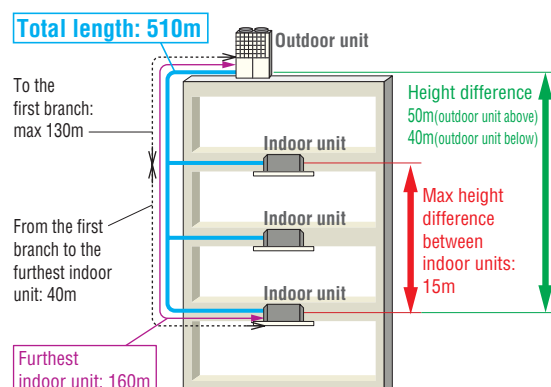 Total length: 510m
Outdoor unit
To the
first branch:
max 130m
Height difference
50m(outdoor unit above)
40m(outdoor unit below)
Indoor unit
Max height
difference
between
indoor units:
15m
Indoor unit
From the first
branch to the
furthest indoor
unit: 40m
Indoor unit
Furthest
indoor unit: 160m